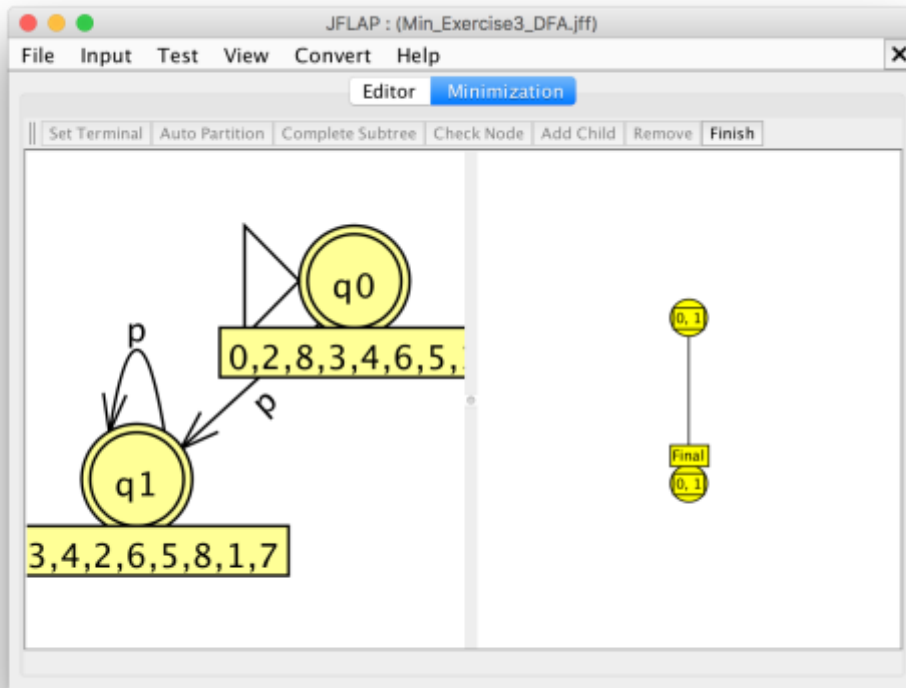 JFLAP : (Min_Exercise3_DFA.jff)
File Input Test View Convert Help
Editor Minimization
Set Terminal Auto Partition Complete Subtree Check Node Add Child Remove Finish
q0
0,2,8,3,4,6,5,
p
p
q1
3,4,2,6,5,8,1,7
0, 1
Final
0, 1